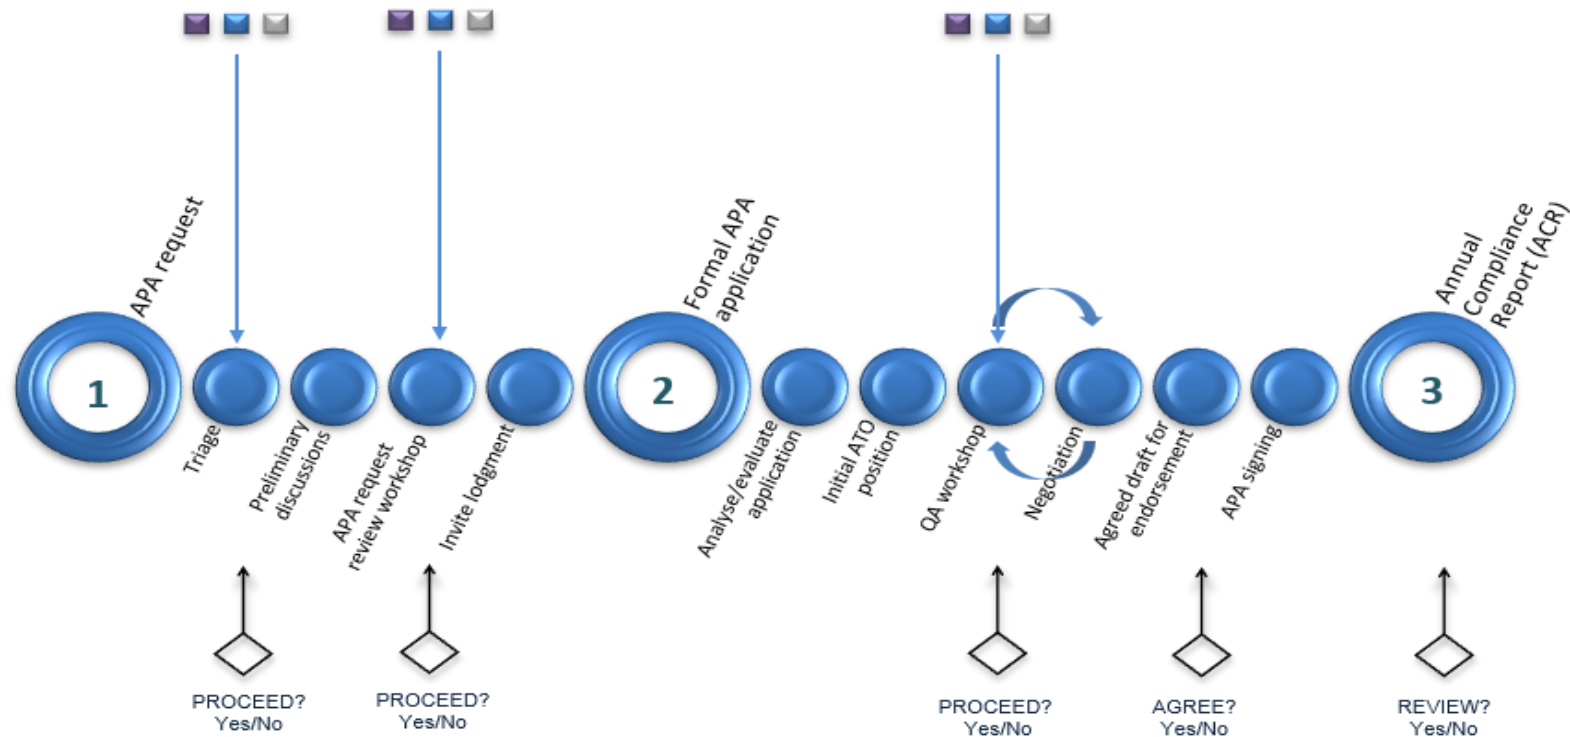 APA request
Formal APA
application
Annual
Compliance
Report (ACR)
1
2
3
Triage
Preliminary
discussions
APA request
review workshop
Invite lodgment
Analyse/evaluate
application
Initial ATO
position
QA workshop
Negotiation
Agreed draft for
endorsement
APA signing
PROCEED?
Yes/No
PROCEED?
Yes/No
PROCEED?
Yes/No
AGREE?
Yes/No
REVIEW?
Yes/No